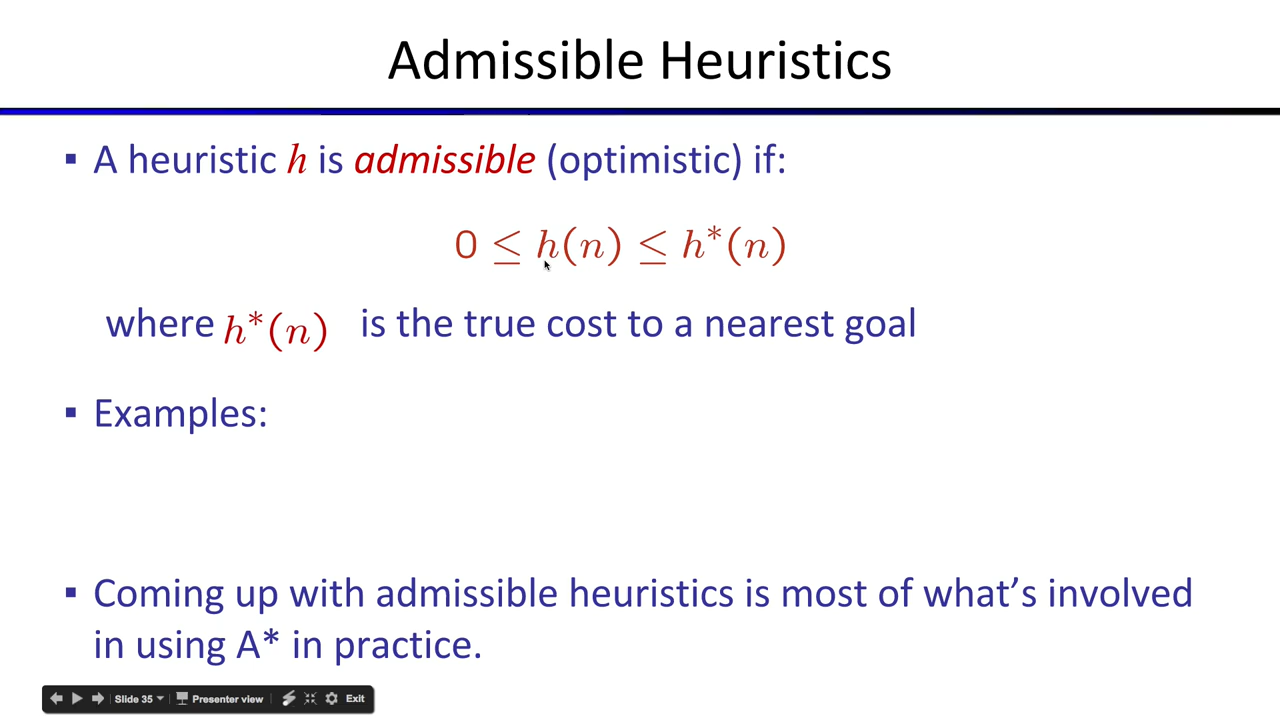 Admissible Heuristics
▪ A heuristic h is admissible (optimistic) if:
0 ≤ h(n) ≤ h*(n)
where h*(n) is the true cost to a nearest goal
▪ Examples:
▪ Coming up with admissible heuristics is most of what’s involved
in using A* in practice.
Slide 35 Presenter view Exit